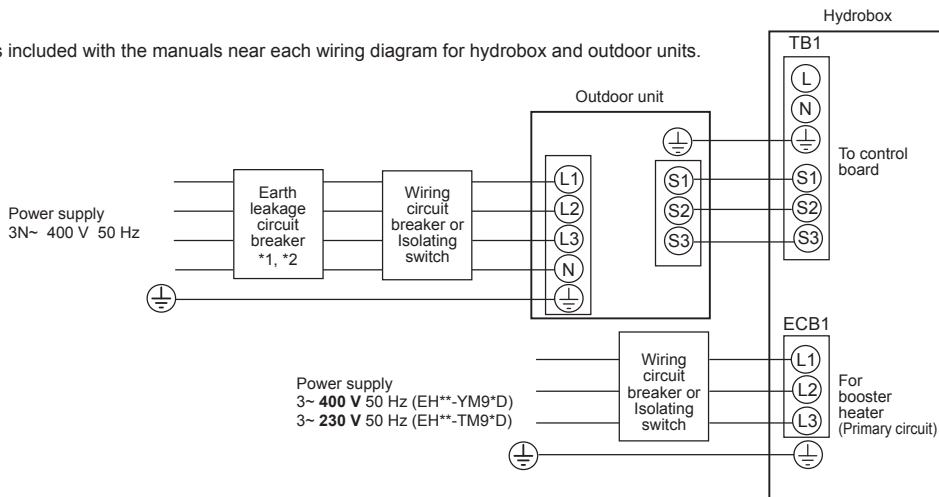 Hydrobox
s included with the manuals near each wiring diagram for hydrobox and outdoor units.
TB1
L
N
To control
board
S1
S2
S3
Outdoor unit
S1
S2
S3
L1
L2
L3
N
Earth
leakage
circuit
breaker
*1, *2
Wiring
circuit
breaker or
Isolating
switch
Power supply
3N~ 400 V 50 Hz
ECB1
L1
L2
L3
For
booster
heater
(Primary circuit)
Wiring
circuit
breaker or
Isolating
switch
Power supply
3~ 400 V 50 Hz (EH**-YM9*D)
3~ 230 V 50 Hz (EH**-TM9*D)